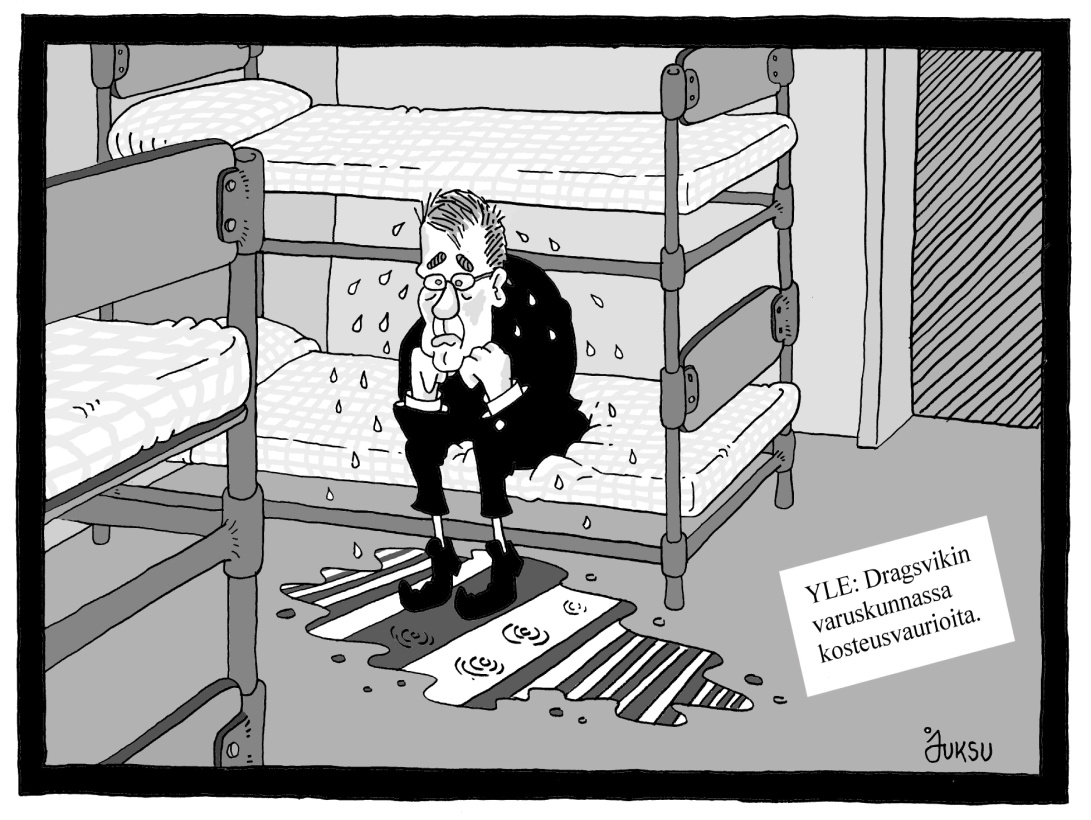 YLE: Dragsvikin
varuskunnassa
kosteusvaurioita.
JUKSU